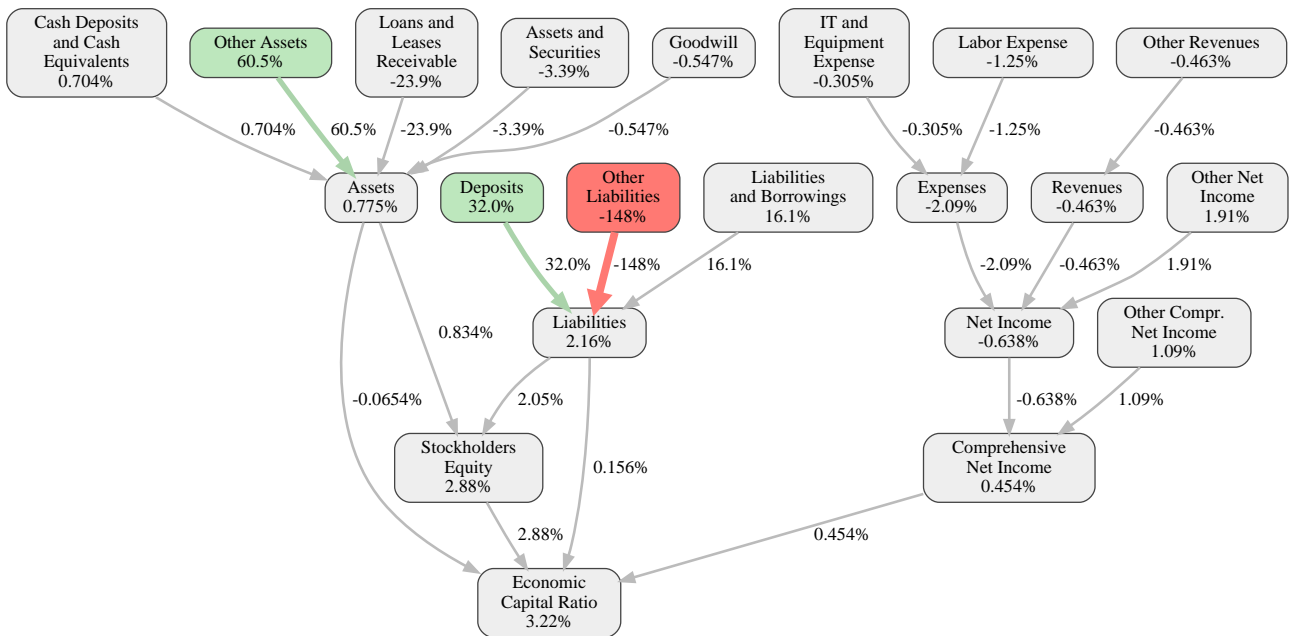 Cash Deposits
and Cash
Equivalents
0.704%
Other Assets
60.5%
Loans and
Leases
Receivable
-23.9%
Assets and
Securities
-3.39%
Goodwill
-0.547%
IT and
Equipment
Expense
-0.305%
Labor Expense
-1.25%
Other Revenues
-0.463%
0.704%
60.5%
-23.9%
-3.39%
-0.547%
-0.305%
-1.25%
-0.463%
Assets
0.775%
Deposits
32.0%
Other
Liabilities
-148%
Liabilities
and Borrowings
16.1%
Expenses
-2.09%
Revenues
-0.463%
Other Net
Income
1.91%
32.0%
-148%
16.1%
-2.09%
-0.463%
1.91%
0.834%
Liabilities
2.16%
Net Income
-0.638%
Other Compr.
Net Income
1.09%
-0.0654%
2.05%
-0.638%
1.09%
Stockholders
Equity
2.88%
0.156%
Comprehensive
Net Income
0.454%
2.88%
0.454%
Economic
Capital Ratio
3.22%